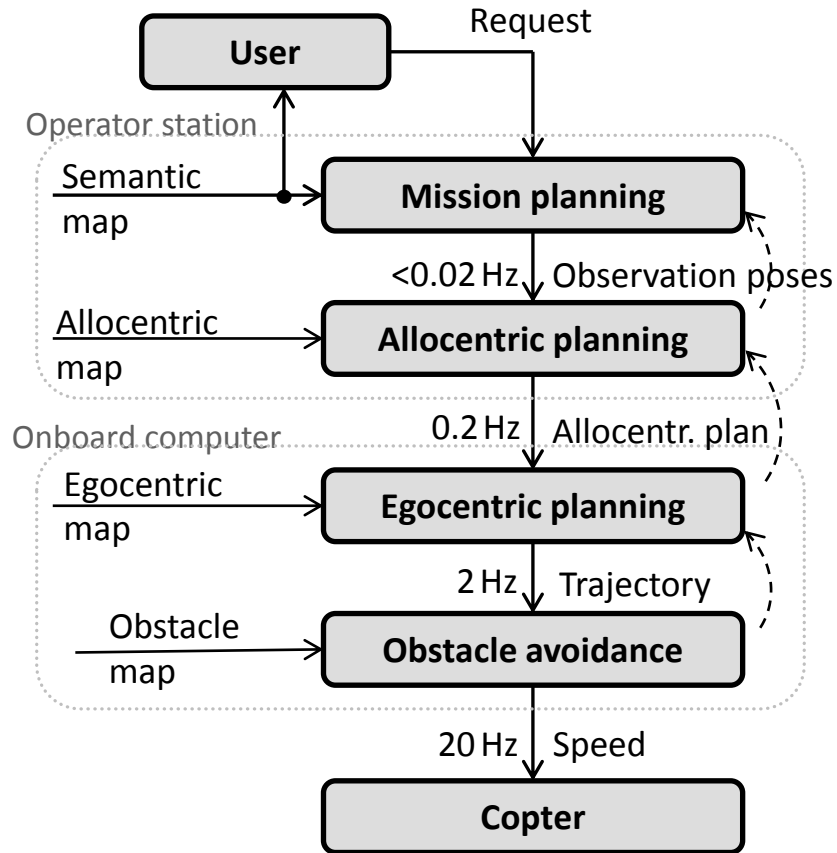 Request
User
Operator station
Semantic
map
Mission planning
<0.02 Hz
Observation poses
Allocentric
map
Allocentric planning
0.2 Hz
Allocentr. plan
Onboard computer
Egocentric
map
Egocentric planning
2 Hz
Trajectory
Obstacle
map
Obstacle avoidance
20 Hz
Speed
Copter